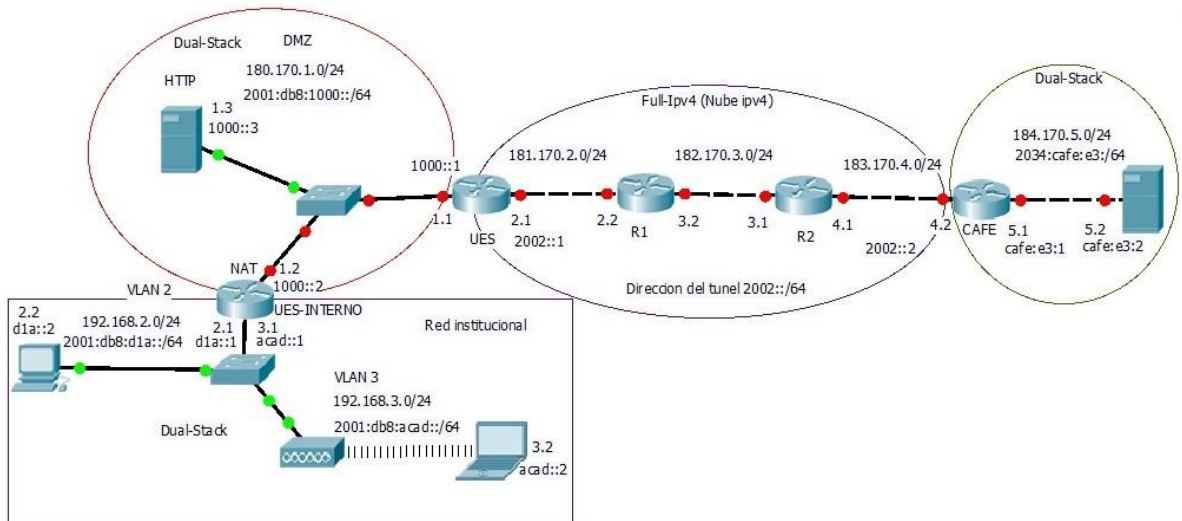 Dual-Stack
DMZ
HTTP
180.170.1.0/24
2001:db8:1000::/64
1.3
1000::3
1000::1
1.1
UES
2.1
2002::1
181.170.2.0/24
Full-Ipv4 (Nube ipv4)
182.170.3.0/24
183.170.4.0/24
2.2
R1
3.2
3.1
R2
4.1
2002::2
4.2
CAFE
Direccion del tunel 2002::/64
Dual-Stack
184.170.5.0/24
2034:cafe:e3:/64
5.1
cafe:e3:1
5.2
cafe:e3:2
NAT
1.2
1000::2
UES-INTERNO
VLAN 2
2.2
d1a::2
192.168.2.0/24
2001:db8:d1a::/64
2.1
d1a::1
3.1
acad::1
Red institucional
VLAN 3
192.168.3.0/24
2001:db8:acad::/64
Dual-Stack
3.2
acad::2